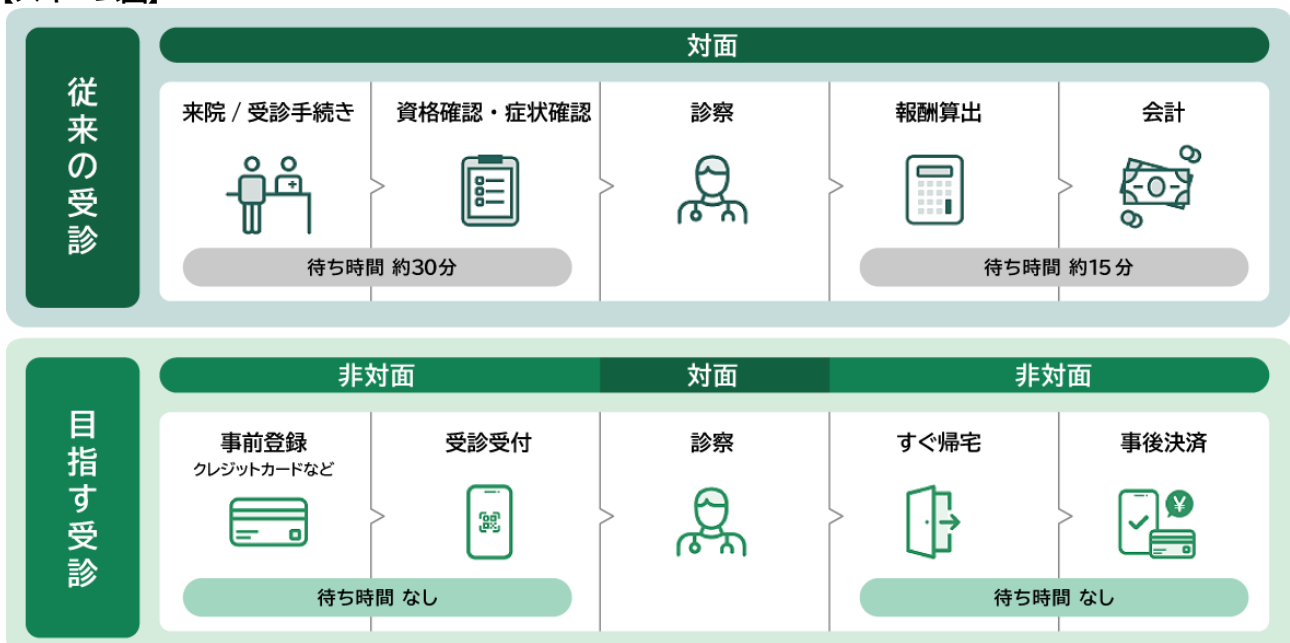 従来の受診
対面
来院 / 受診手続き
資格確認・症状確認
診察
報酬算出
会計
待ち時間 約30分
待ち時間 約15分
目指す受診
非対面
対面
非対面
事前登録
クレジットカードなど
受診受付
診察
すぐ帰宅
事後決済
¥
待ち時間 なし
待ち時間 なし